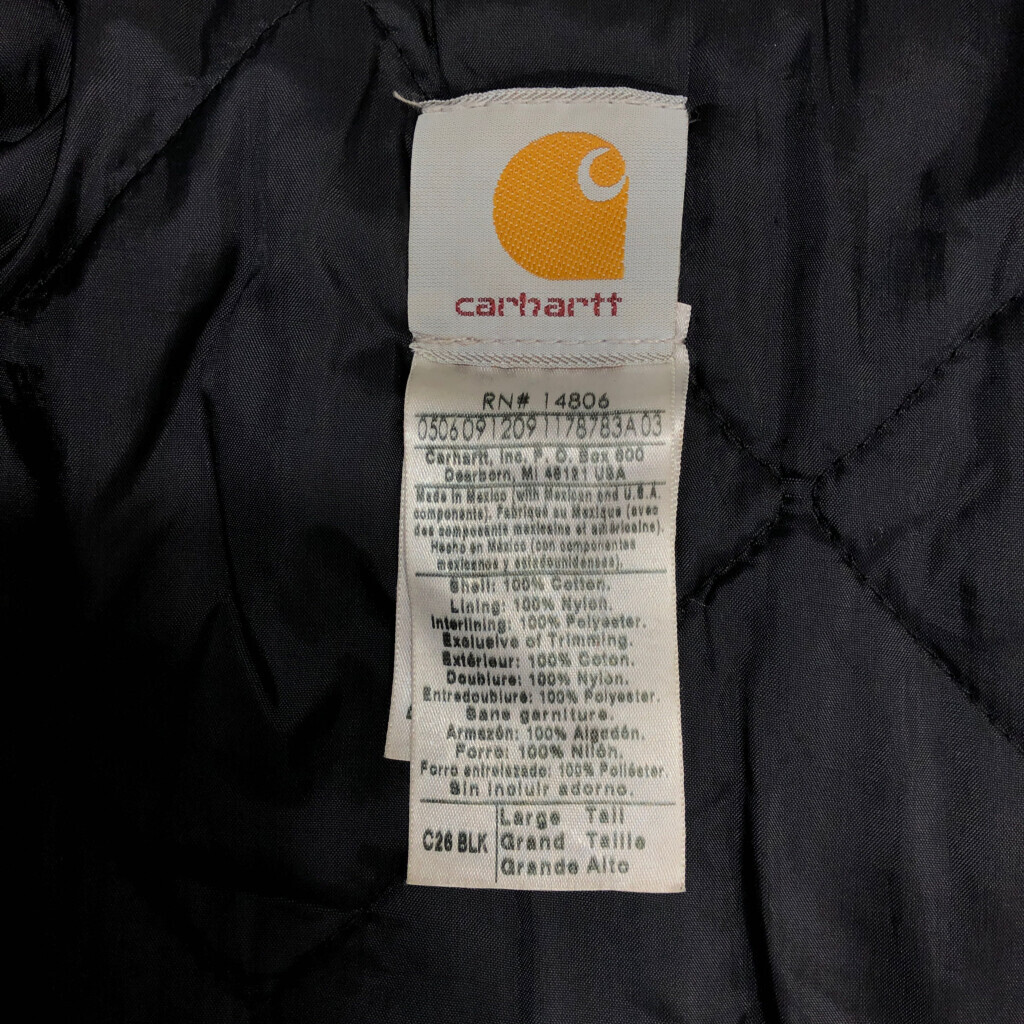 carhartt
RN# 14806
0506 0912091178783A 03
Carhartt, Inc. P. O. Box 600
Dearborn, MI 48121 USA
Made in Mexico (with Mexican and U.S.A.
components). Fabriqué au Mexique (avec
des composants mexicains et américains).
Hecho en México (con componentes
mexicanos y estadounidenses).
Shell: 100% Cotton.
Lining: 100% Nylon.
Interlining: 100% Polyester.
Exclusive of Trimming.
Extérieur: 100% Coton.
Doublure: 100% Nylon.
Entredoublure: 100% Polyester.
Sans garniture.
Armazón: 100% Algodón.
Forro: 100% Nilón.
Forro entrelazado: 100% Poliéster.
Sin incluir adorno.
C26 BLK
Large Tall
Grand Taille
Grande Alto